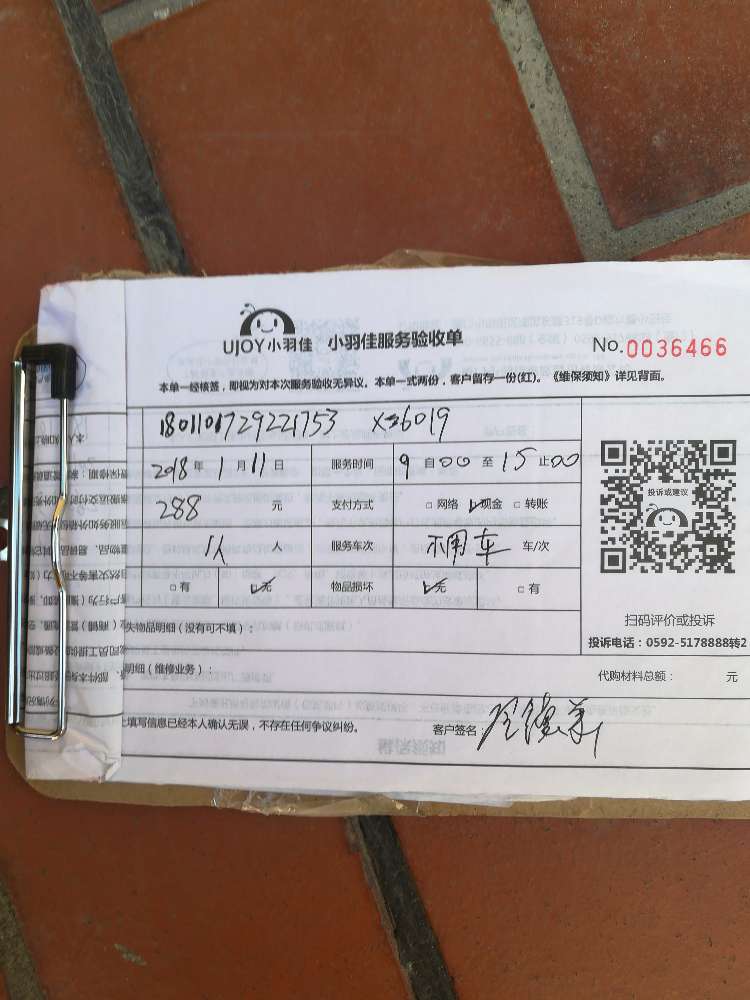 UJOY小羽佳 小羽佳服务验收单
No.0036466
本单一经核签，即视为对本次服务验收无异议。本单一式两份，客户留存一份(红)。《维保须知》详见背面。
1801101729221753 X26019
2018年 1月11日 服务时间 9自00至15止00
288 元 支付方式 □网络 ☑现金 □转账
1人 人 服务车次 不用车 车/次
□有 ☑无 物品损坏 ☑无 □有
投诉或建议
扫码评价或投诉
投诉电话：0592-5178888转2
失物品明细（没有可不填）：
明细（维修业务）： 代购材料总额： 元
上填写信息已经本人确认无误，不存在任何争议纠纷。 客户签名